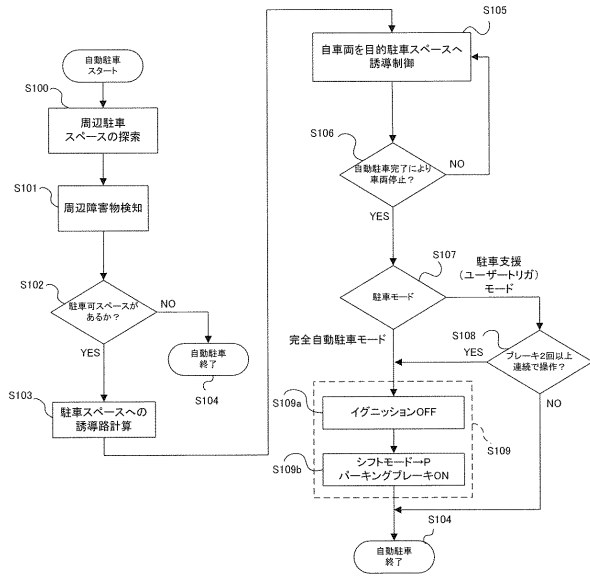 自動駐車
スタート
S100
周辺駐車
スペースの探索
S101
周辺障害物検知
S102
駐車可スペースが
あるか？
NO
YES
自動駐車
終了
S104
S103
駐車スペースへの
誘導路計算
S105
自車両を目的駐車スペースへ
誘導制御
S106
自動駐車完了により
車両停止？
NO
YES
S107
駐車モード
駐車支援
（ユーザートリガ）
モード
完全自動駐車モード
S108
ブレーキ2回以上
連続で操作？
YES
NO
S109a
イグニッションOFF
S109
S109b
シフトモード→P
パーキングブレーキON
S104
自動駐車
終了